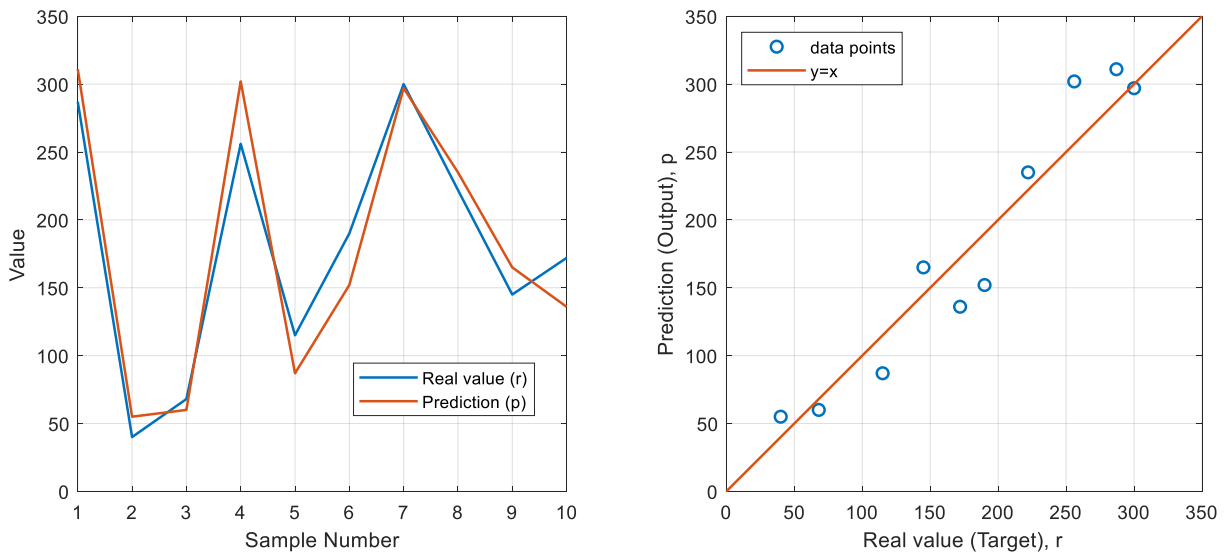 350
300
250
200
150
100
50
0
Value
1 2 3 4 5 6 7 8 9 10
Sample Number
Real value (r)
Prediction (p)
350
300
250
200
150
100
50
0
Prediction (Output), p
0 50 100 150 200 250 300 350
Real value (Target), r
data points
y=x